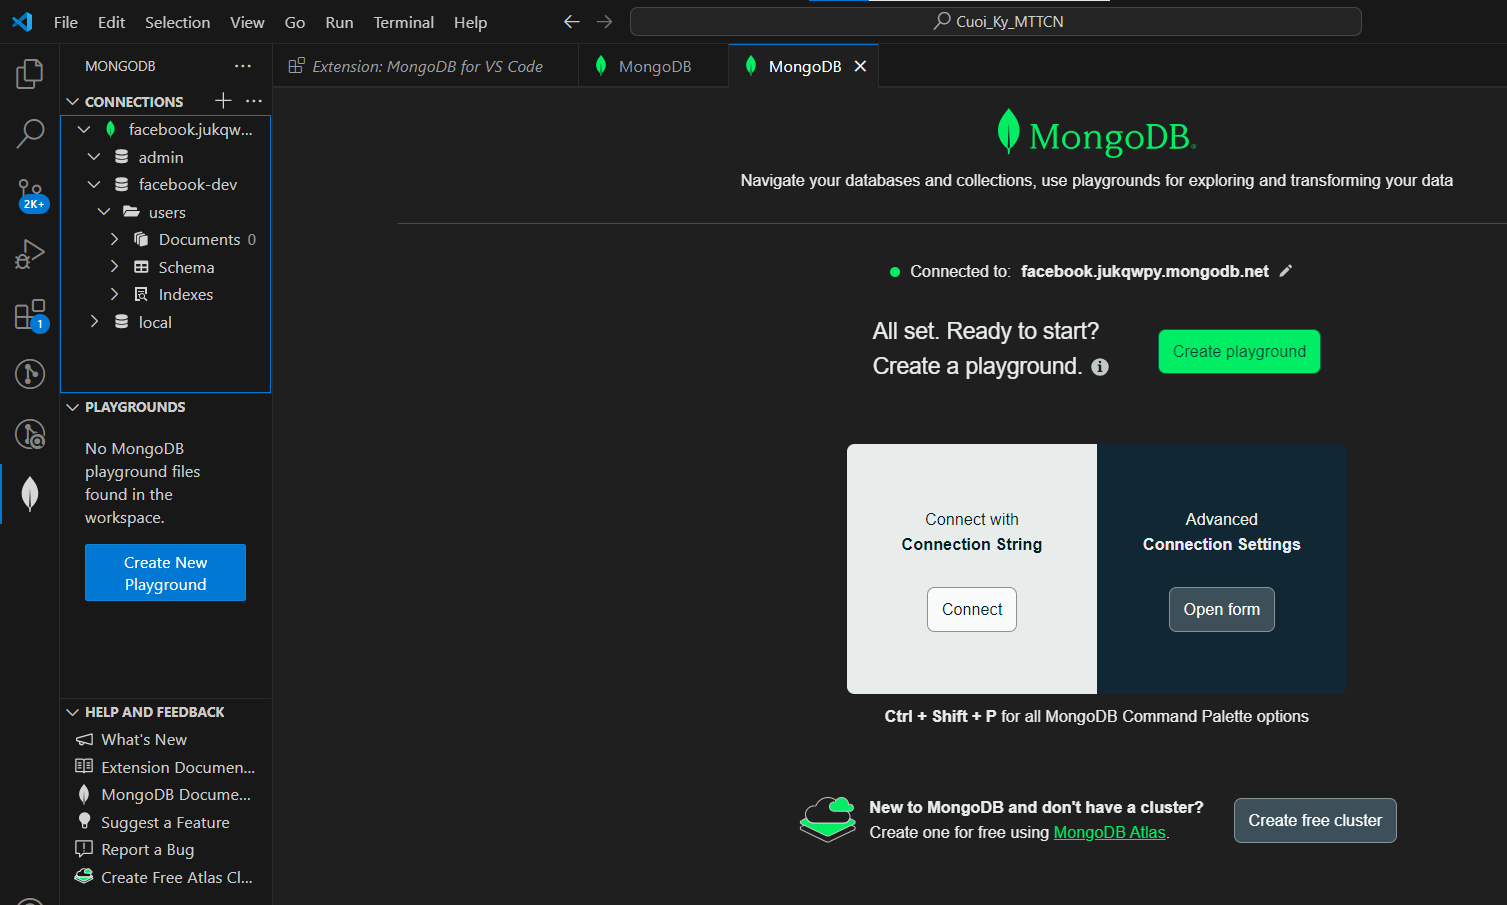 File Edit Selection View Go Run Terminal Help
Cuoi_Ky_MTTCN
MONGODB
Extension: MongoDB for VS Code
MongoDB
MongoDB
CONNECTIONS
facebook.jukqw...
admin
facebook-dev
users
Documents 0
Schema
Indexes
local
2K+
1
PLAYGROUNDS
No MongoDB
playground files
found in the
workspace.
Create New
Playground
HELP AND FEEDBACK
What's New
Extension Documen...
MongoDB Docume...
Suggest a Feature
Report a Bug
Create Free Atlas Cl...
MongoDB.
Navigate your databases and collections, use playgrounds for exploring and transforming your data
Connected to: facebook.jukqwpy.mongodb.net
All set. Ready to start?
Create a playground.
Create playground
Connect with
Connection String
Connect
Advanced
Connection Settings
Open form
Ctrl + Shift + P for all MongoDB Command Palette options
New to MongoDB and don't have a cluster?
Create one for free using MongoDB Atlas.
Create free cluster